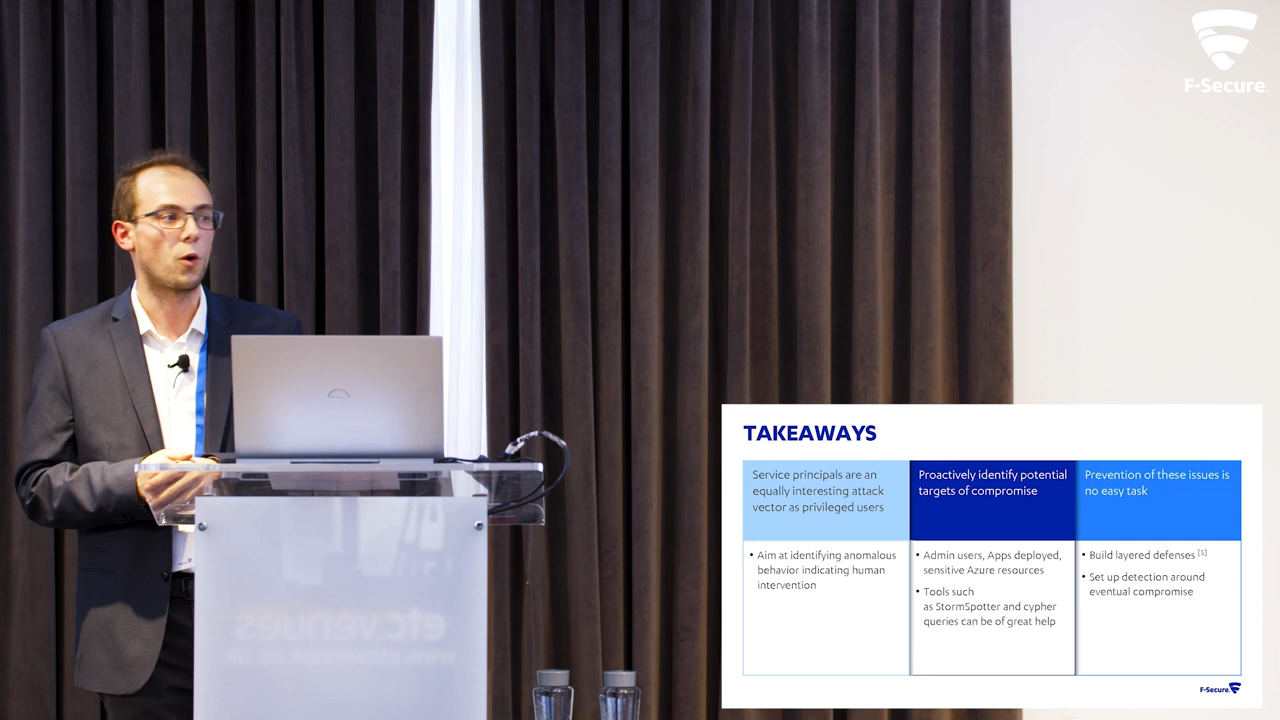 F-Secure.
TAKEAWAYS
Service principals are an
equally interesting attack
vector as privileged users
Proactively identify potential
targets of compromise
Prevention of these issues is
no easy task
• Aim at identifying anomalous
behavior indicating human
intervention
• Admin users, Apps deployed,
sensitive Azure resources
• Tools such
as StormSpotter and cypher
queries can be of great help
• Build layered defenses [5]
• Set up detection around
eventual compromise
F-Secure.